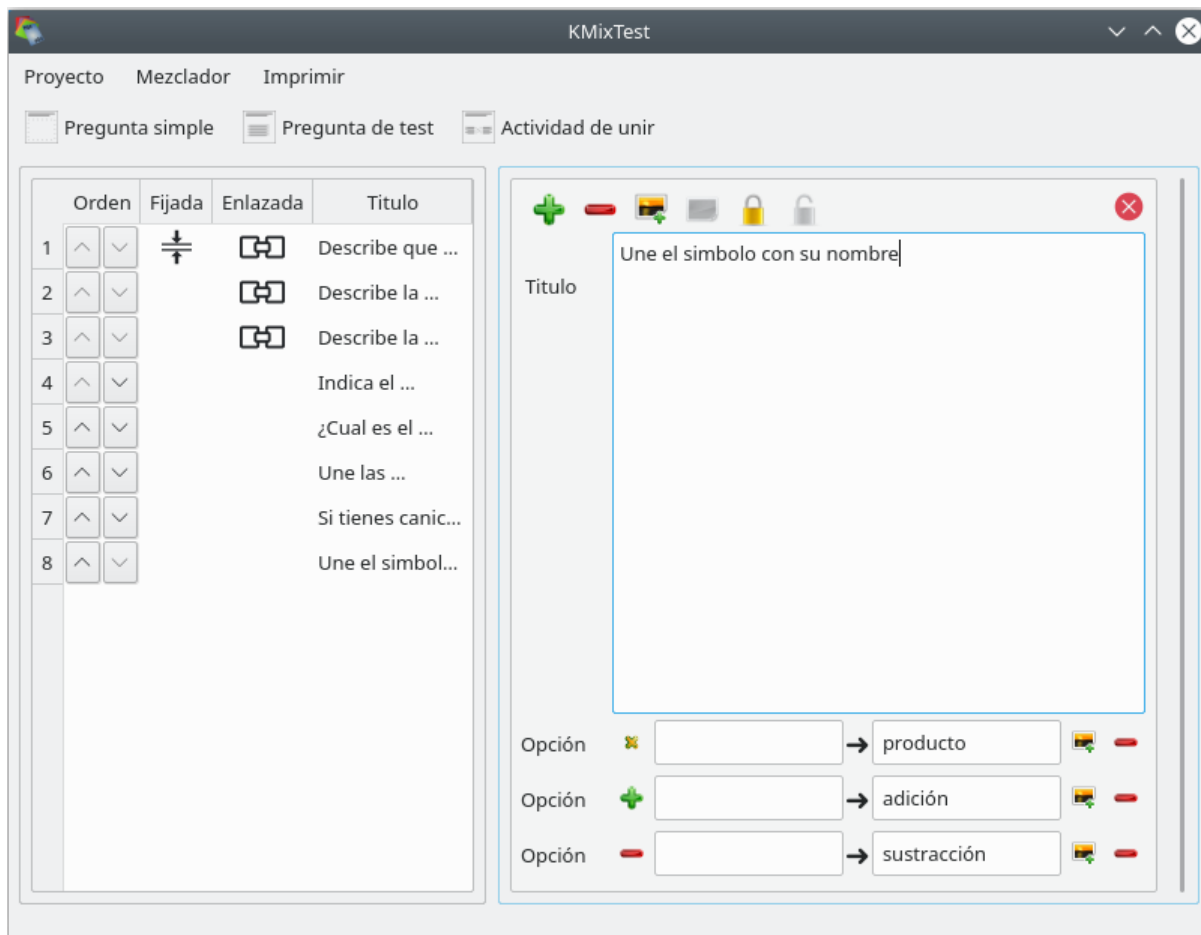 KMixTest
Proyecto Mezclador Imprimir
Pregunta simple Pregunta de test Actividad de unir
Orden Fijada Enlazada Titulo
1 Describe que ...
2 Describe la ...
3 Describe la ...
4 Indica el ...
5 ¿Cual es el ...
6 Une las ...
7 Si tienes canic...
8 Une el simbol...
Une el simbolo con su nombre
Titulo
Opción producto
Opción adición
Opción sustracción